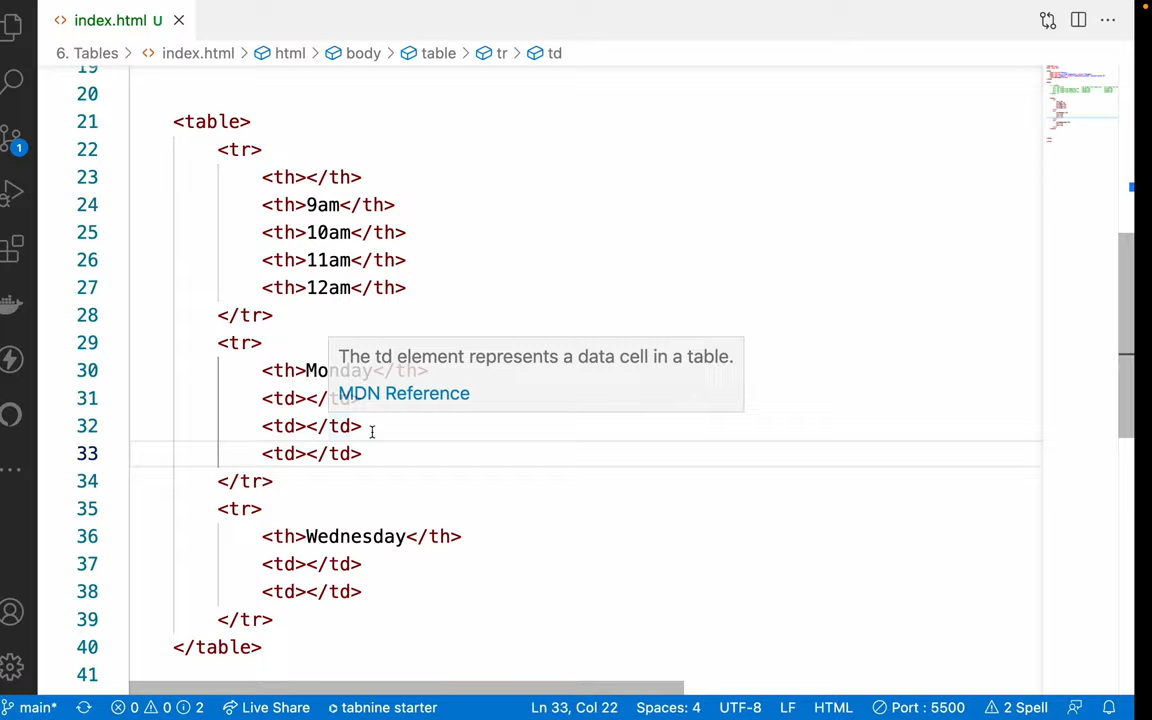 index.html U
6. Tables > index.html > html > body > table > tr > td
19
20
21 <table>
22 <tr>
23 <th></th>
24 <th>9am</th>
25 <th>10am</th>
26 <th>11am</th>
27 <th>12am</th>
28 </tr>
29 <tr>
The td element represents a data cell in a table.
30 <th>Monday</th>
MDN Reference
31 <td></td>
32 <td></td>
33 <td></td>
34 </tr>
35 <tr>
36 <th>Wednesday</th>
37 <td></td>
38 <td></td>
39 </tr>
40 </table>
41
1
main* 0 0 2 Live Share tabnine starter Ln 33, Col 22 Spaces: 4 UTF-8 LF HTML Port : 5500 2 Spell